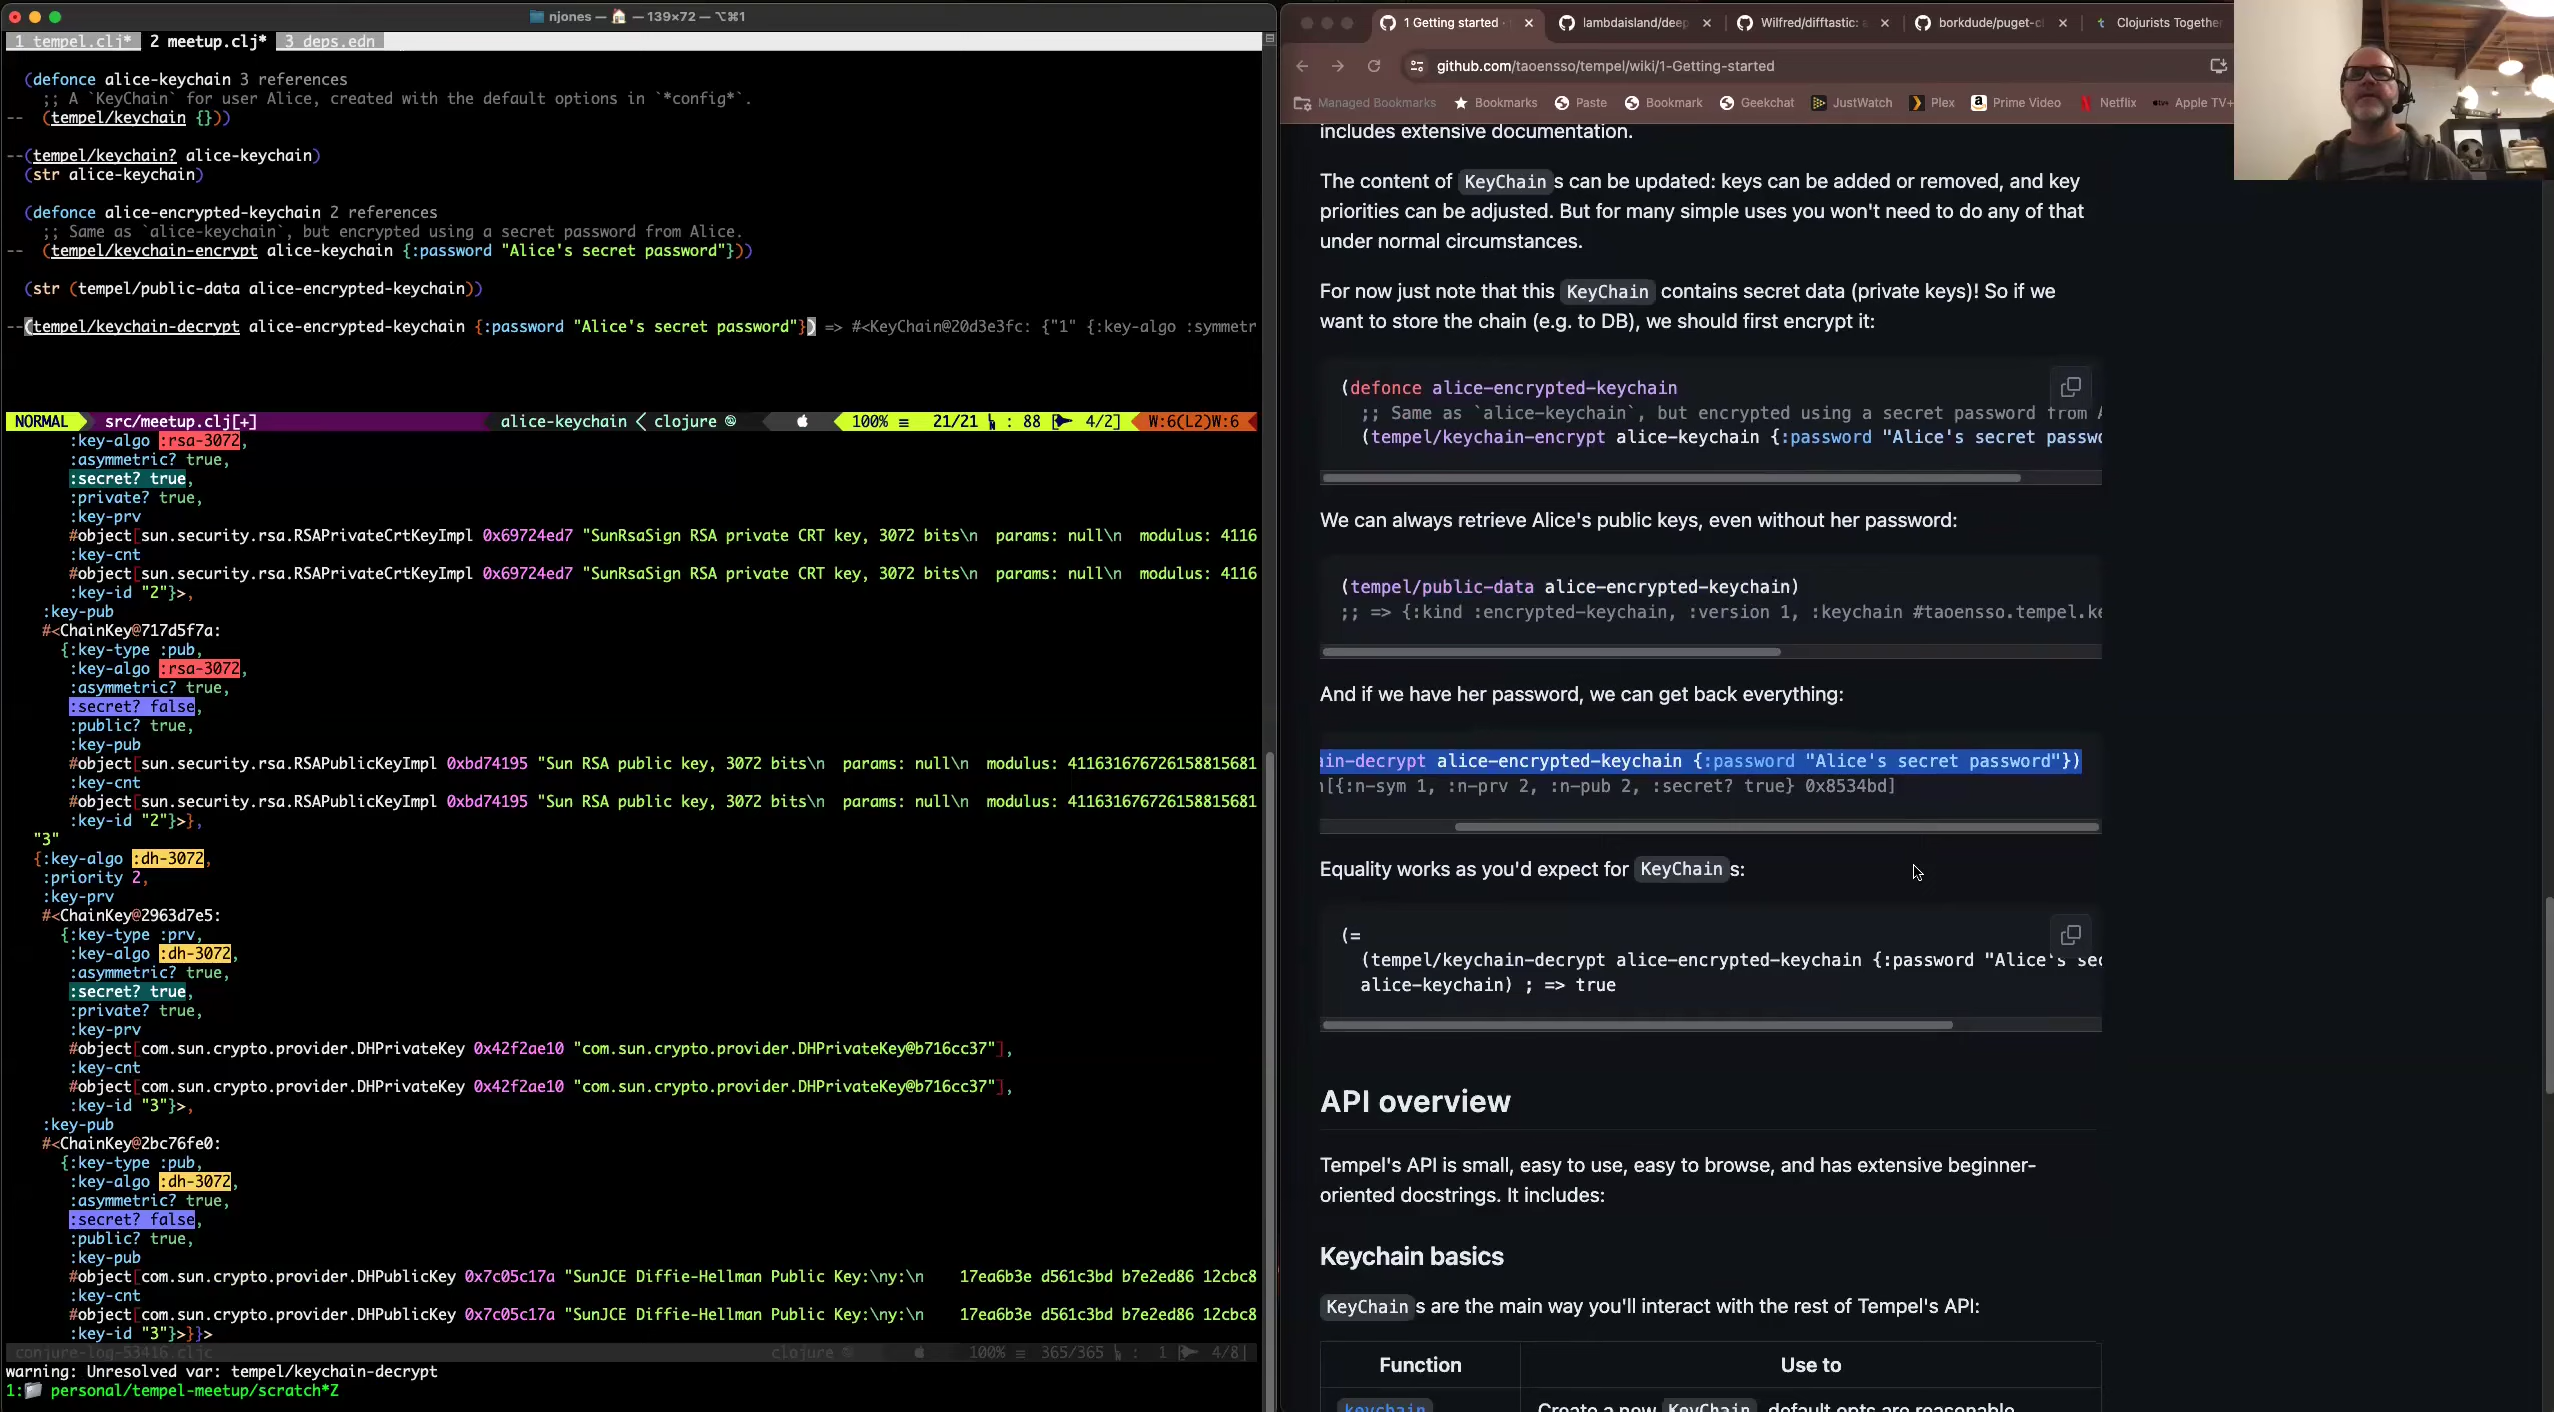 njones — 🏠 — 139×72 — ⌥⌘1
1 tempel.clj* 2 meetup.clj* 3 deps.edn
(defonce alice-keychain 3 references
;; A `KeyChain` for user Alice, created with the default options in `*config*`.
-- (tempel/keychain {}))
--(tempel/keychain? alice-keychain)
(str alice-keychain)
(defonce alice-encrypted-keychain 2 references
;; Same as `alice-keychain`, but encrypted using a secret password from Alice.
-- (tempel/keychain-encrypt alice-keychain {:password "Alice's secret password"}))
(str (tempel/public-data alice-encrypted-keychain))
--(tempel/keychain-decrypt alice-encrypted-keychain {:password "Alice's secret password"}) => #<KeyChain@20d3e3fc: {"1" {:key-algo :symmetr
NORMAL src/meetup.clj[+] alice-keychain < clojure 100% ≡ 21/21 : 88 [ 4/2] W:6(L2)W:6
:key-algo :rsa-3072,
:asymmetric? true,
:secret? true,
:private? true,
:key-prv
#object[sun.security.rsa.RSAPrivateCrtKeyImpl 0x69724ed7 "SunRsaSign RSA private CRT key, 3072 bits\n  params: null\n  modulus: 4116
:key-cnt
#object[sun.security.rsa.RSAPrivateCrtKeyImpl 0x69724ed7 "SunRsaSign RSA private CRT key, 3072 bits\n  params: null\n  modulus: 4116
:key-id "2"}>,
:key-pub
#<ChainKey@717d5f7a:
{:key-type :pub,
:key-algo :rsa-3072,
:asymmetric? true,
:secret? false,
:public? true,
:key-pub
#object[sun.security.rsa.RSAPublicKeyImpl 0xbd74195 "Sun RSA public key, 3072 bits\n  params: null\n  modulus: 411631676726158815681
:key-cnt
#object[sun.security.rsa.RSAPublicKeyImpl 0xbd74195 "Sun RSA public key, 3072 bits\n  params: null\n  modulus: 411631676726158815681
:key-id "2"}>},
"3"
{:key-algo :dh-3072,
:priority 2,
:key-prv
#<ChainKey@2963d7e5:
{:key-type :prv,
:key-algo :dh-3072,
:asymmetric? true,
:secret? true,
:private? true,
:key-prv
#object[com.sun.crypto.provider.DHPrivateKey 0x42f2ae10 "com.sun.crypto.provider.DHPrivateKey@b716cc37"],
:key-cnt
#object[com.sun.crypto.provider.DHPrivateKey 0x42f2ae10 "com.sun.crypto.provider.DHPrivateKey@b716cc37"],
:key-id "3"}>,
:key-pub
#<ChainKey@2bc76fe0:
{:key-type :pub,
:key-algo :dh-3072,
:asymmetric? true,
:secret? false,
:public? true,
:key-pub
#object[com.sun.crypto.provider.DHPublicKey 0x7c05c17a "SunJCE Diffie-Hellman Public Key:\ny:\n    17ea6b3e d561c3bd b7e2ed86 12cbc8
:key-cnt
#object[com.sun.crypto.provider.DHPublicKey 0x7c05c17a "SunJCE Diffie-Hellman Public Key:\ny:\n    17ea6b3e d561c3bd b7e2ed86 12cbc8
:key-id "3"}>}}>
conjure-log-53416.cljc clojure 100% ≡ 365/365 : 1 [ 4/8]
warning: Unresolved var: tempel/keychain-decrypt
1: personal/tempel-meetup/scratch*Z
1 Getting started · lambdaisland/deep Wilfred/difftastic: a borkdude/puget-cl Clojurists Together
github.com/taoensso/tempel/wiki/1-Getting-started
Managed Bookmarks Bookmarks Paste Bookmark Geekchat JustWatch Plex Prime Video Netflix Apple TV+
includes extensive documentation.
The content of KeyChain s can be updated: keys can be added or removed, and key
priorities can be adjusted. But for many simple uses you won't need to do any of that
under normal circumstances.
For now just note that this KeyChain contains secret data (private keys)! So if we
want to store the chain (e.g. to DB), we should first encrypt it:
(defonce alice-encrypted-keychain
;; Same as `alice-keychain`, but encrypted using a secret password from A
(tempel/keychain-encrypt alice-keychain {:password "Alice's secret passwo
We can always retrieve Alice's public keys, even without her password:
(tempel/public-data alice-encrypted-keychain)
;; => {:kind :encrypted-keychain, :version 1, :keychain #taoensso.tempel.ke
And if we have her password, we can get back everything:
ain-decrypt alice-encrypted-keychain {:password "Alice's secret password"})
n[{:n-sym 1, :n-prv 2, :n-pub 2, :secret? true} 0x8534bd]
Equality works as you'd expect for KeyChain s:
(=
(tempel/keychain-decrypt alice-encrypted-keychain {:password "Alice's sec
alice-keychain) ; => true
API overview
Tempel's API is small, easy to use, easy to browse, and has extensive beginner-
oriented docstrings. It includes:
Keychain basics
KeyChain s are the main way you'll interact with the rest of Tempel's API:
Function Use to
keychain Create a new KeyChain, default opts are reasonable